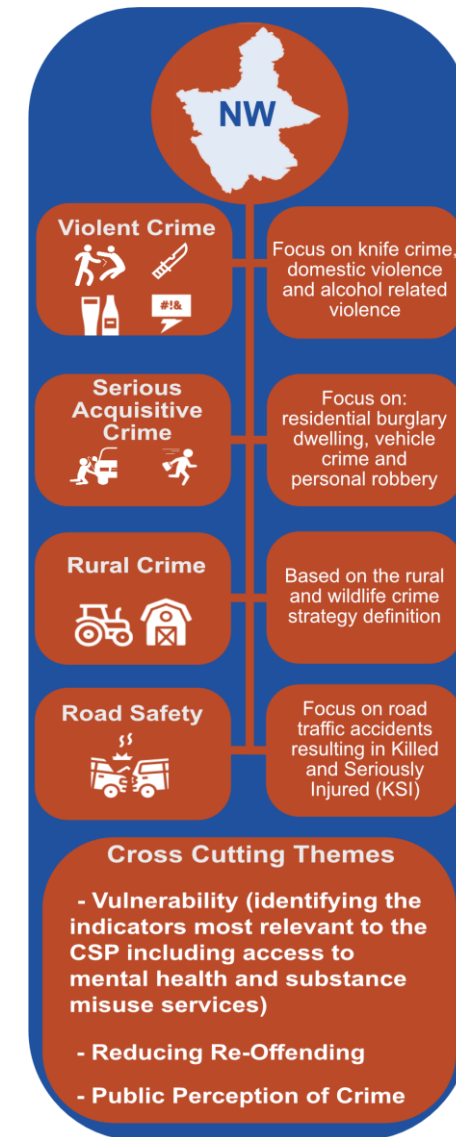 NW
Violent Crime
#!&
Focus on knife crime,
domestic violence
and alcohol related
violence
Serious
Acquisitive
Crime
Focus on:
residential burglary
dwelling, vehicle
crime and
personal robbery
Rural Crime
Based on the rural
and wildlife crime
strategy definition
Road Safety
Focus on road
traffic accidents
resulting in Killed
and Seriously
Injured (KSI)
Cross Cutting Themes
- Vulnerability (identifying the
indicators most relevant to the
CSP including access to
mental health and substance
misuse services)
- Reducing Re-Offending
- Public Perception of Crime